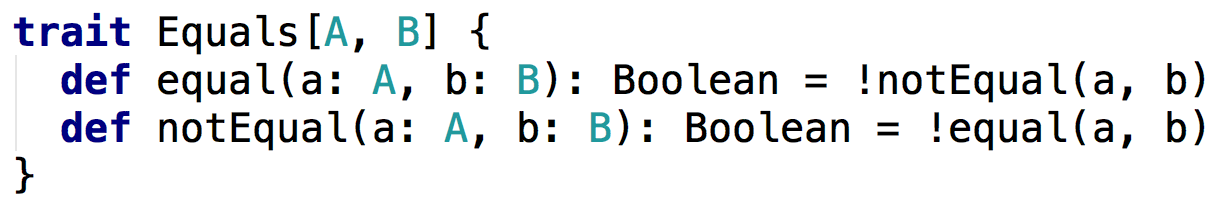 trait Equals[A, B] {
  def equal(a: A, b: B): Boolean = !notEqual(a, b)
  def notEqual(a: A, b: B): Boolean = !equal(a, b)
}